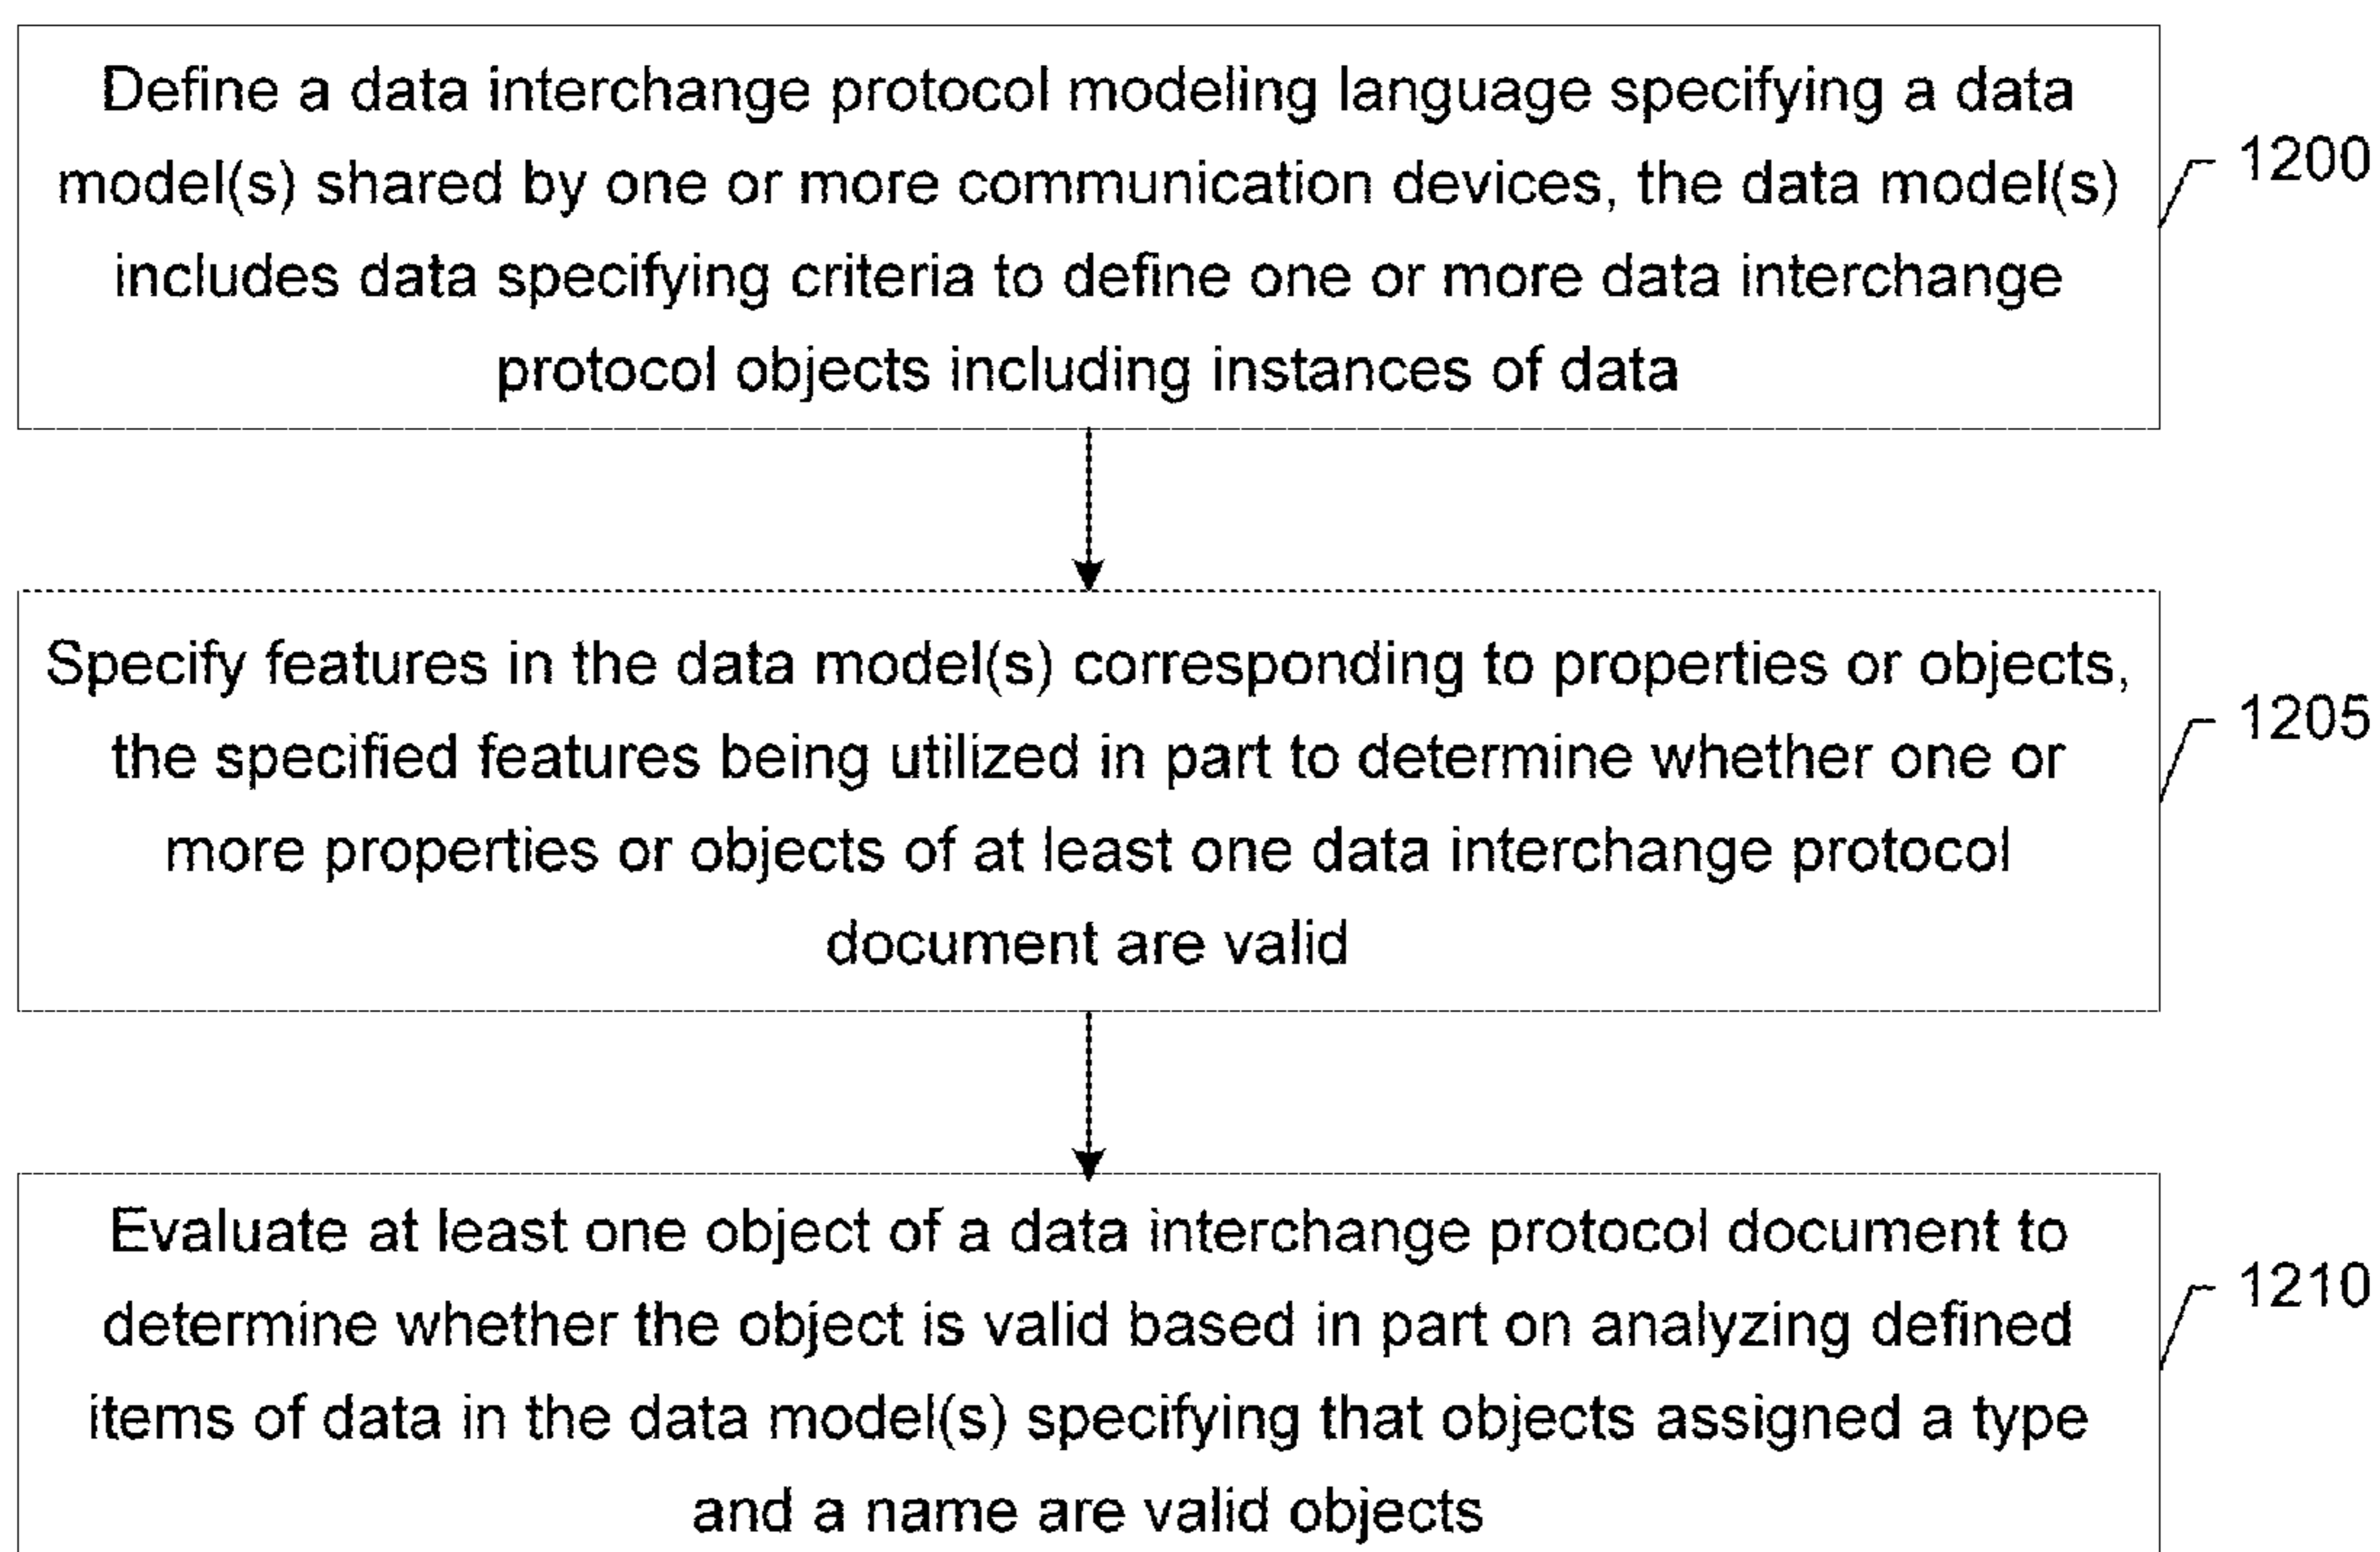 Define a data interchange protocol modeling language specifying a data
model(s) shared by one or more communication devices, the data model(s)
includes data specifying criteria to define one or more data interchange
protocol objects including instances of data
1200
Specify features in the data model(s) corresponding to properties or objects,
the specified features being utilized in part to determine whether one or
more properties or objects of at least one data interchange protocol
document are valid
1205
Evaluate at least one object of a data interchange protocol document to
determine whether the object is valid based in part on analyzing defined
items of data in the data model(s) specifying that objects assigned a type
and a name are valid objects
1210